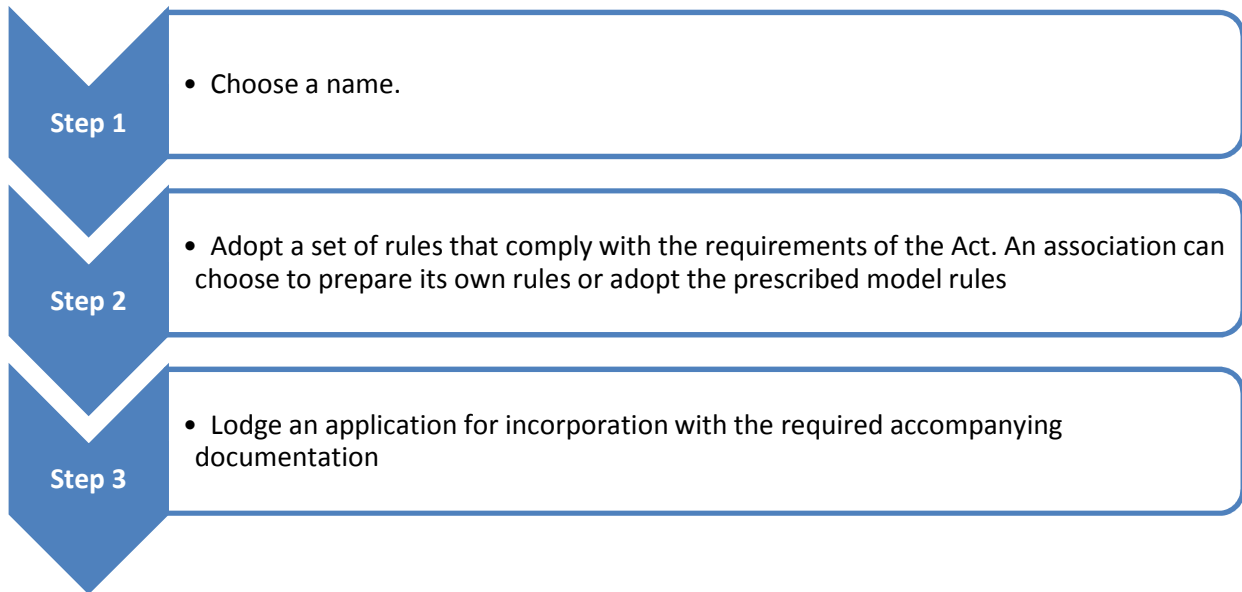 Step 1
• Choose a name.
Step 2
• Adopt a set of rules that comply with the requirements of the Act. An association can
choose to prepare its own rules or adopt the prescribed model rules
Step 3
• Lodge an application for incorporation with the required accompanying
documentation